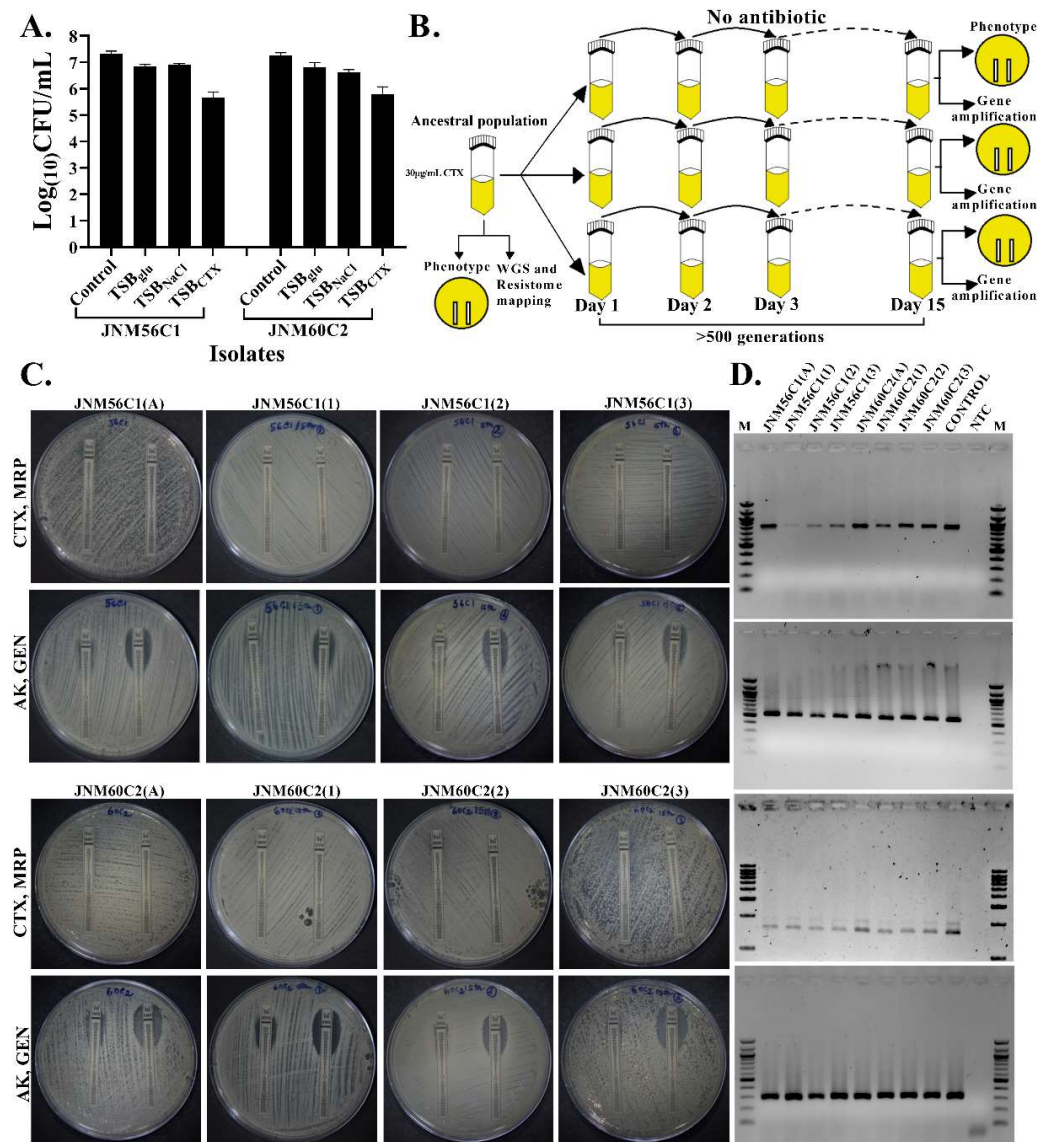 A.
Log(10)CFU/mL
8
7
6
5
4
3
2
1
0
Control
TSBglu
TSBNaCl
TSBCTX
Control
TSBglu
TSBNaCl
TSBCTX
JNM56C1
JNM60C2
Isolates
B.
No antibiotic
Ancestral population
30µg/mL CTX
Phenotype
WGS and
Resistome
mapping
Phenotype
Gene
amplification
Gene
amplification
Gene
amplification
Day 1
Day 2
Day 3
Day 15
>500 generations
C.
JNM56C1(A)
JNM56C1(1)
JNM56C1(2)
JNM56C1(3)
CTX, MRP
56C1
AK, GEN
56C1
JNM60C2(A)
JNM60C2(1)
JNM60C2(2)
JNM60C2(3)
CTX, MRP
60C2
AK, GEN
60C2
D.
M
JNM56C1(A)
JNM56C1(1)
JNM56C1(2)
JNM56C1(3)
JNM60C2(A)
JNM60C2(1)
JNM60C2(2)
JNM60C2(3)
CONTROL
NTC
M